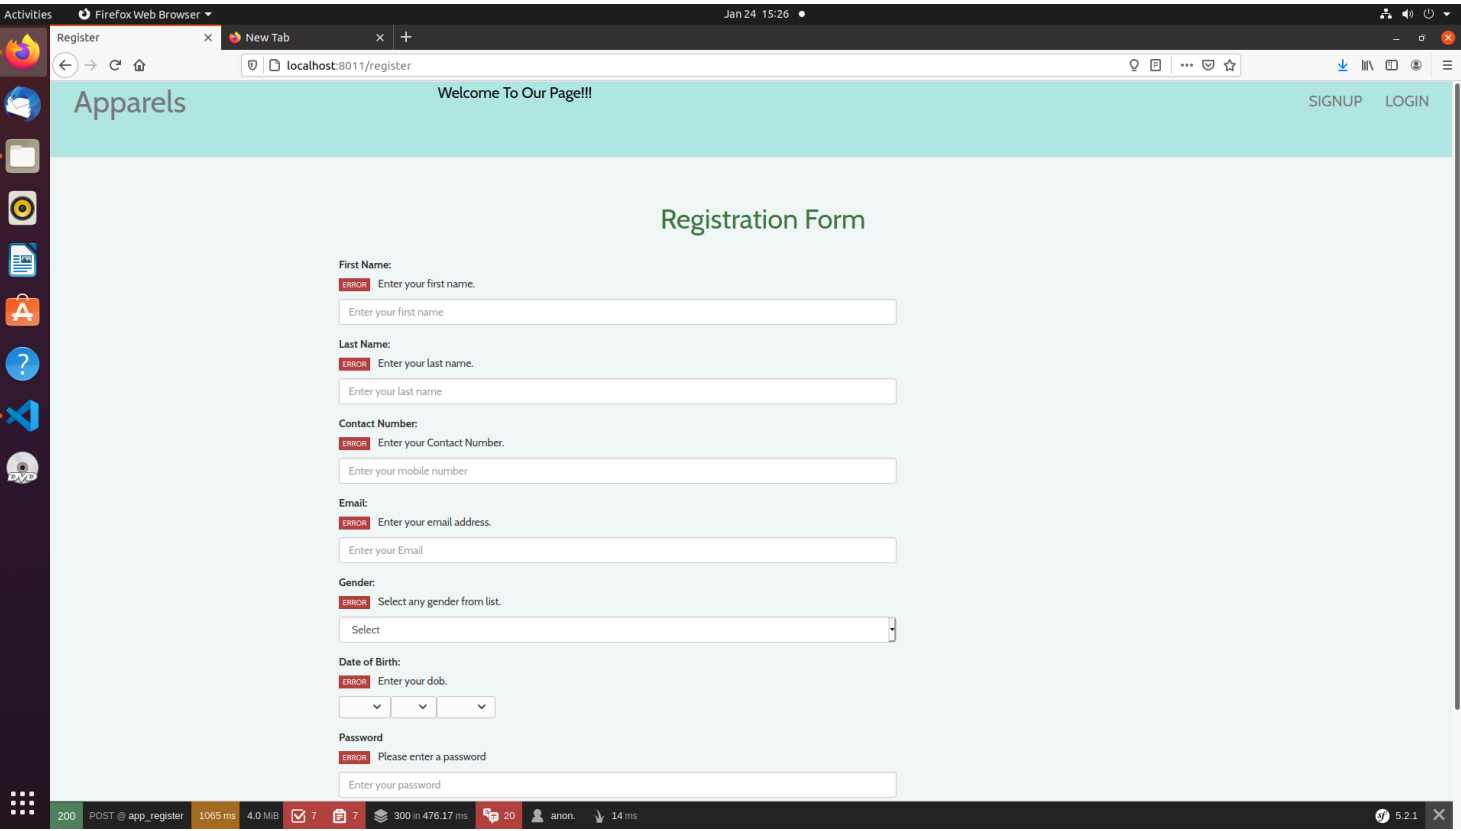 Activities Firefox Web Browser Jan 24 15:26
Register New Tab
localhost:8011/register
Apparels Welcome To Our Page!!! SIGNUP LOGIN
Registration Form
First Name:
ERROR Enter your first name.
Enter your first name
Last Name:
ERROR Enter your last name.
Enter your last name
Contact Number:
ERROR Enter your Contact Number.
Enter your mobile number
Email:
ERROR Enter your email address.
Enter your Email
Gender:
ERROR Select any gender from list.
Select
Date of Birth:
ERROR Enter your dob.
Password
ERROR Please enter a password
Enter your password
200 POST @ app_register 1065 ms 4.0 MiB 7 7 300 in 476.17 ms 20 anon. 14 ms 5.2.1
DVD